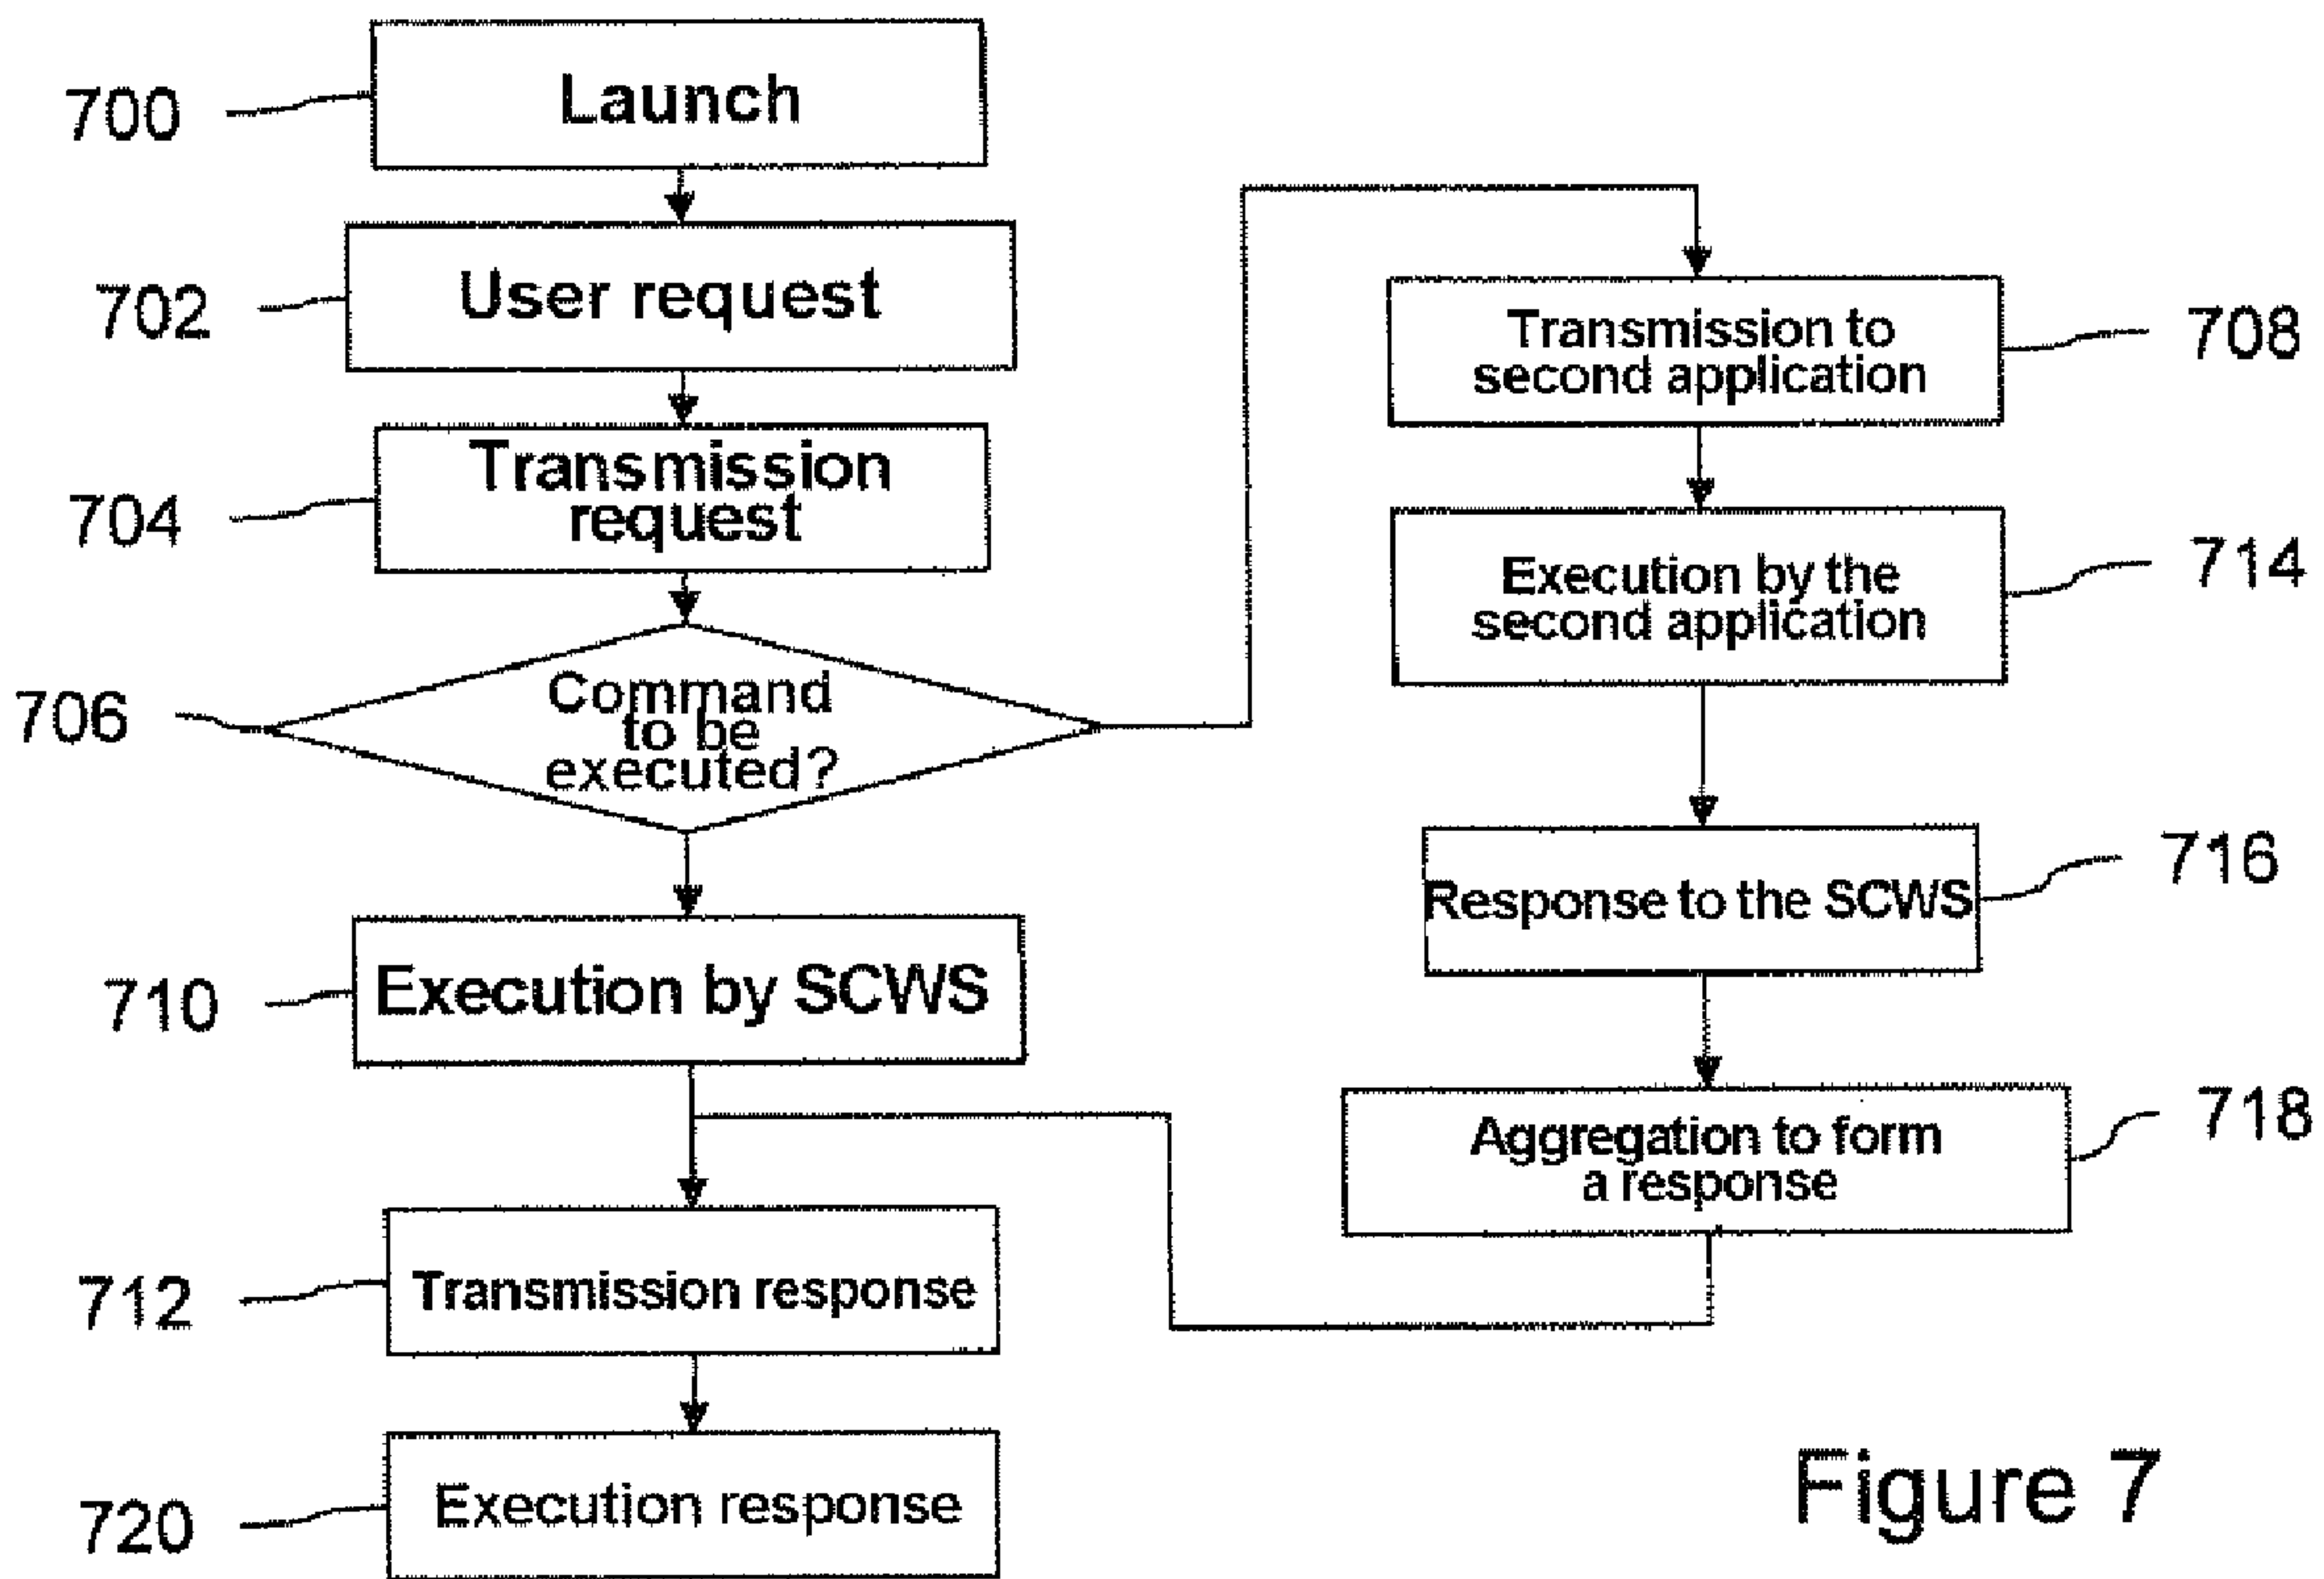 700
Launch
702
User request
704
Transmission
request
706
Command
to be
executed?
710
Execution by SCWS
712
Transmission response
720
Execution response
Transmission to
second application
708
Execution by the
second application
714
Response to the SCWS
716
Aggregation to form
a response
718
Figure 7